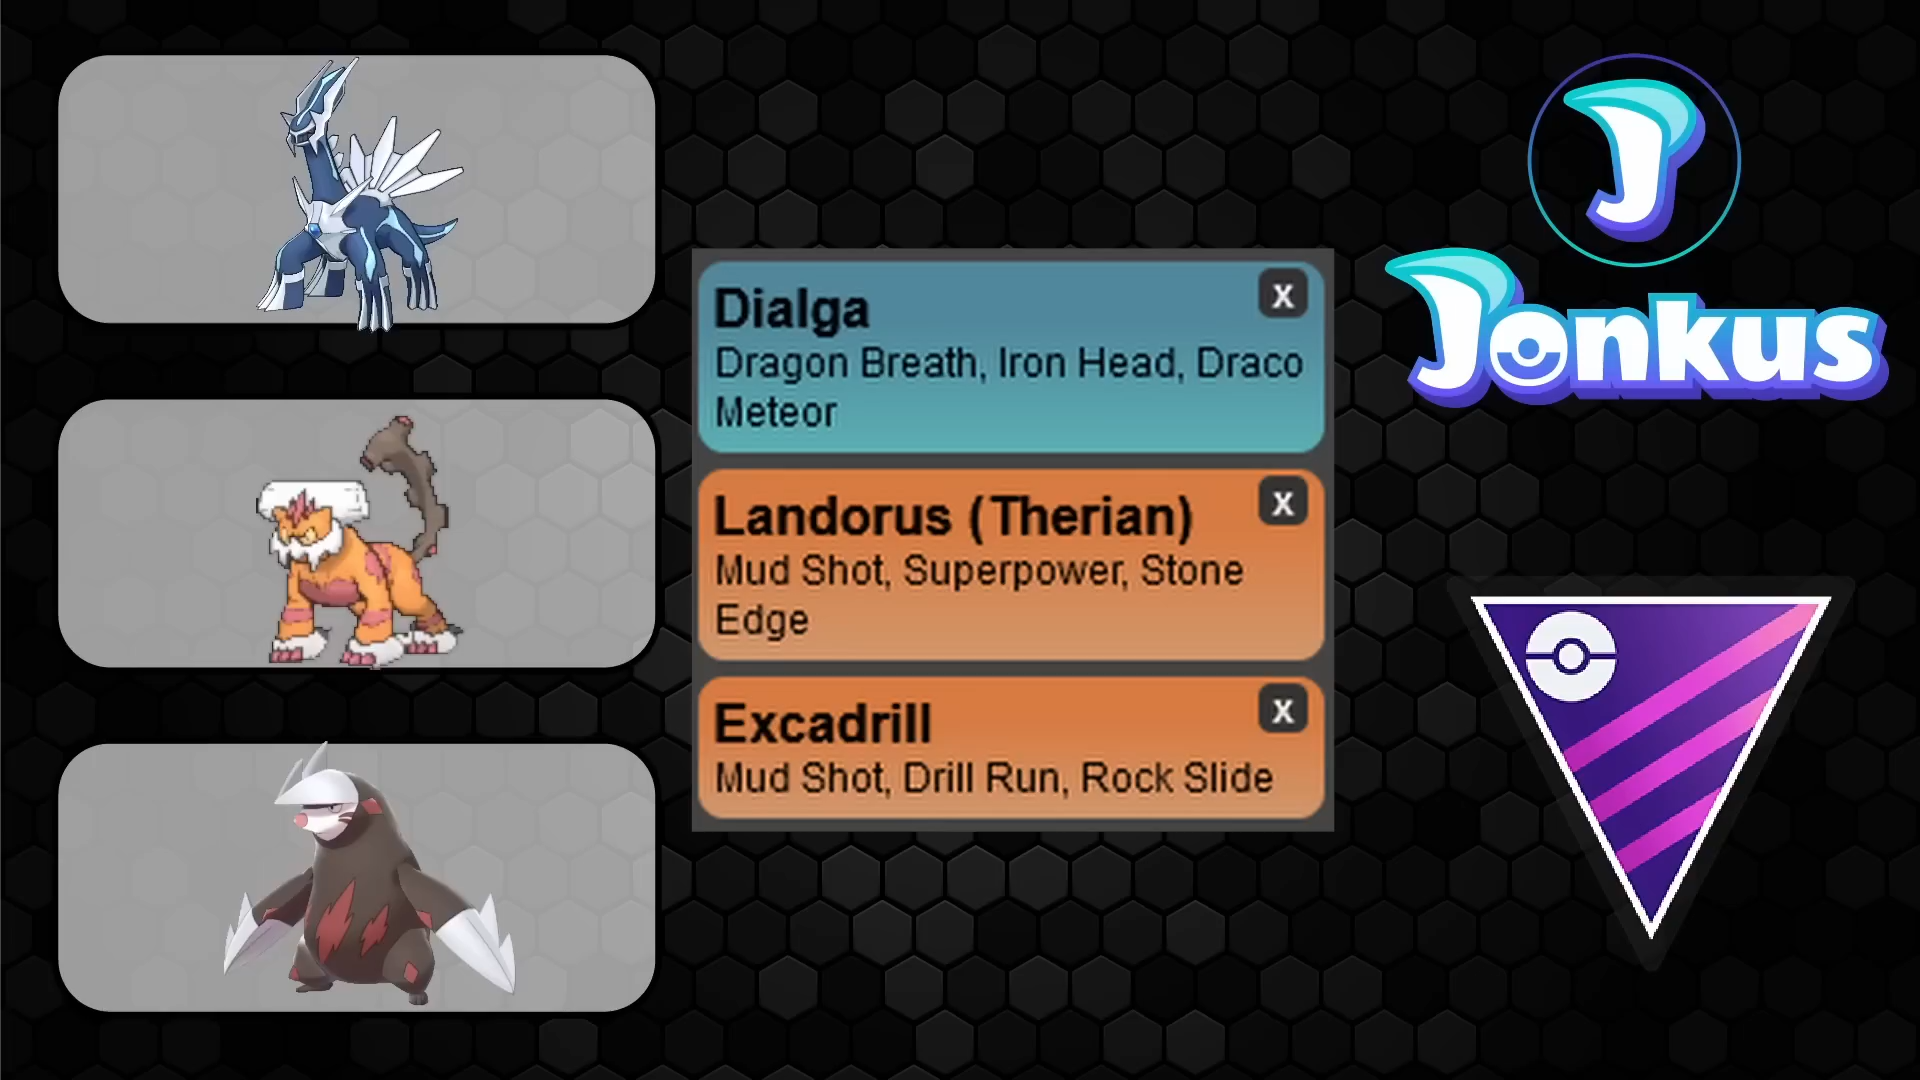 Dialga
X
Dragon Breath, Iron Head, Draco
Meteor
Landorus (Therian)
X
Mud Shot, Superpower, Stone
Edge
Excadrill
X
Mud Shot, Drill Run, Rock Slide
J
Jonkus